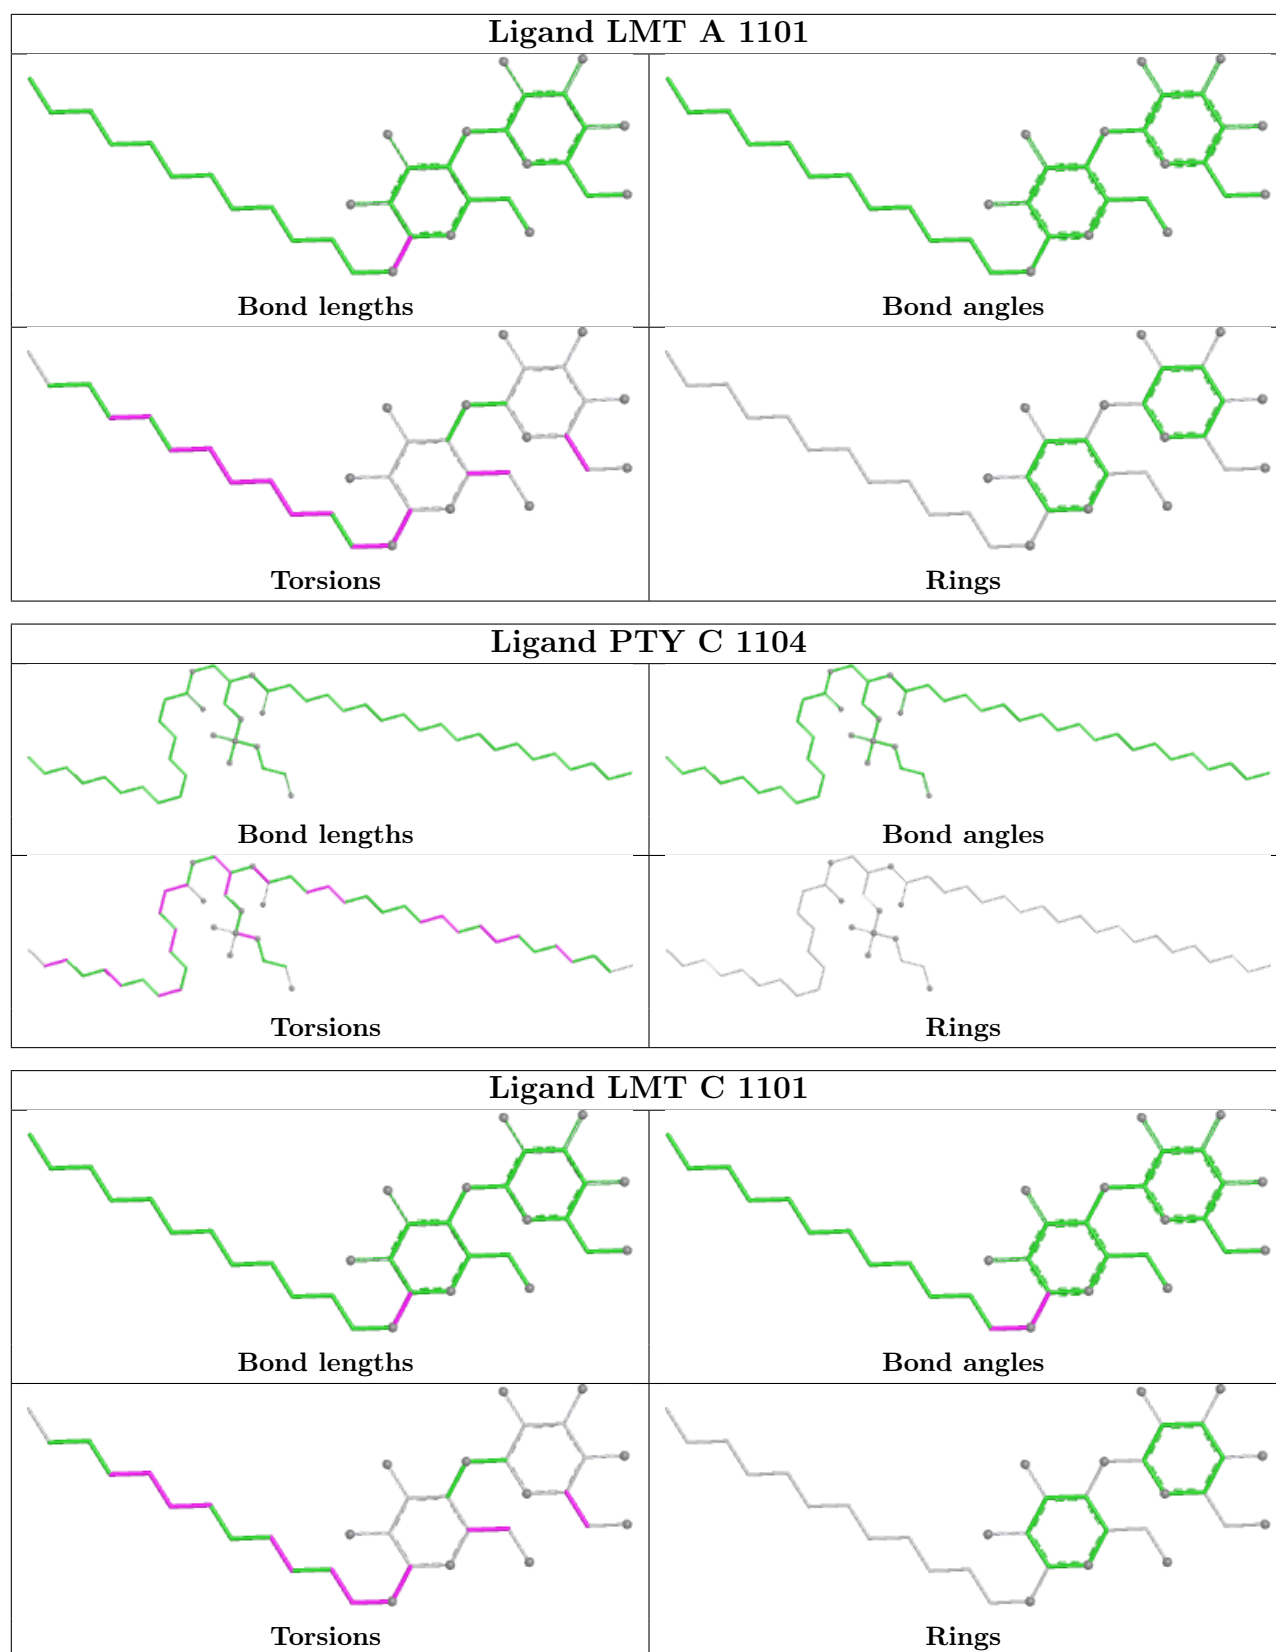 Ligand LMT A 1101
Bond lengths
Bond angles
Torsions
Rings
Ligand PTY C 1104
Bond lengths
Bond angles
Torsions
Rings
Ligand LMT C 1101
Bond lengths
Bond angles
Torsions
Rings